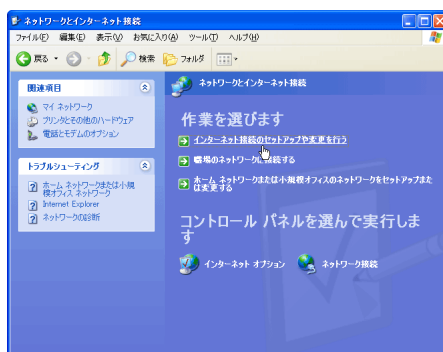 ネットワークとインターネット接続
ファイル(F) 編集(E) 表示(V) お気に入り(A) ツール(T) ヘルプ(H)
戻る 検索 フォルダ
関連項目
マイ ネットワーク
プリンタとその他のハードウェア
電話とモデムのオプション
トラブルシューティング
ホーム ネットワークまたは小規
模オフィス ネットワーク
Internet Explorer
ネットワークの診断
ネットワークとインターネット接続
作業を選びます
インターネット接続のセットアップや変更を行う
職場のネットワークに接続する
ホーム ネットワークまたは小規模オフィスのネットワークをセットアップまた
は変更する
コントロール パネルを選んで実行しま
す
インターネット オプション ネットワーク接続